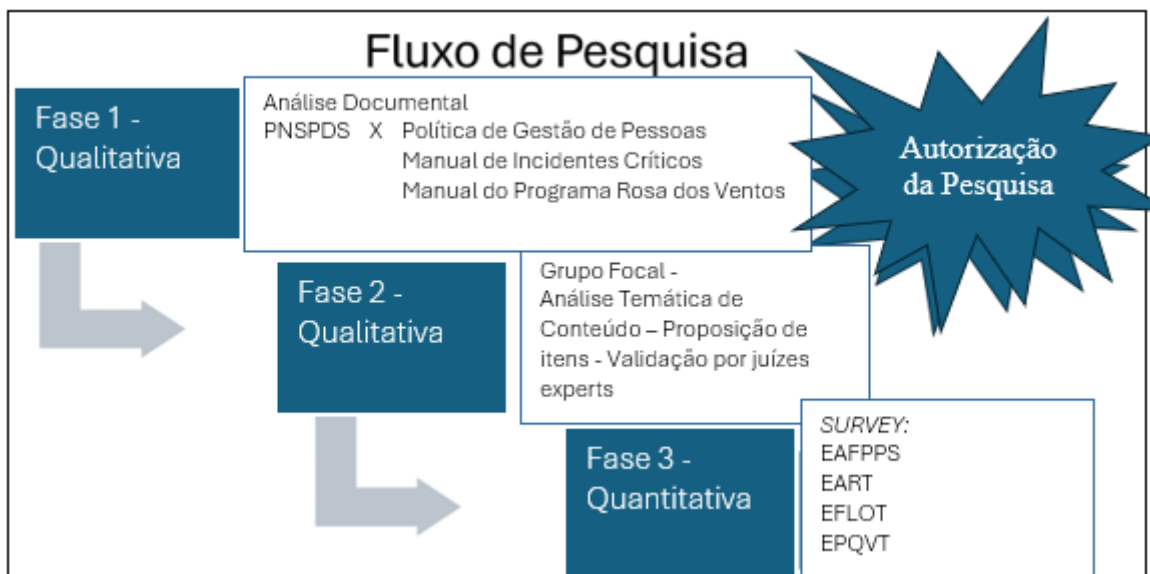 Fluxo de Pesquisa
Fase 1 -
Qualitativa
Análise Documental
PNSPDS X Política de Gestão de Pessoas
Manual de Incidentes Críticos
Manual do Programa Rosa dos Ventos
Autorização
da Pesquisa
Fase 2 -
Qualitativa
Grupo Focal -
Análise Temática de
Conteúdo – Proposição de
itens - Validação por juízes
experts
Fase 3 -
Quantitativa
SURVEY:
EAFPPS
EART
EFLOT
EPQVT